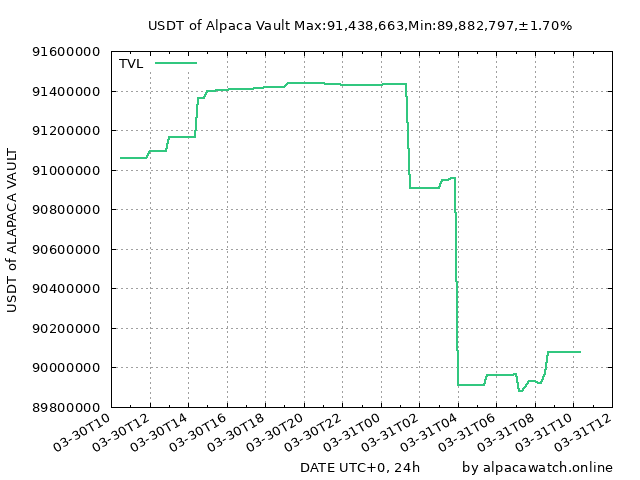 USDT of Alpaca Vault Max:91,438,663,Min:89,882,797,±1.70%
TVL
91600000
91400000
91200000
91000000
90800000
90600000
90400000
90200000
90000000
89800000
USDT of ALAPACA VAULT
03-30T10
03-30T12
03-30T14
03-30T16
03-30T18
03-30T20
03-30T22
03-31T00
03-31T02
03-31T04
03-31T06
03-31T08
03-31T10
03-31T12
DATE UTC+0, 24h
by alpacawatch.online